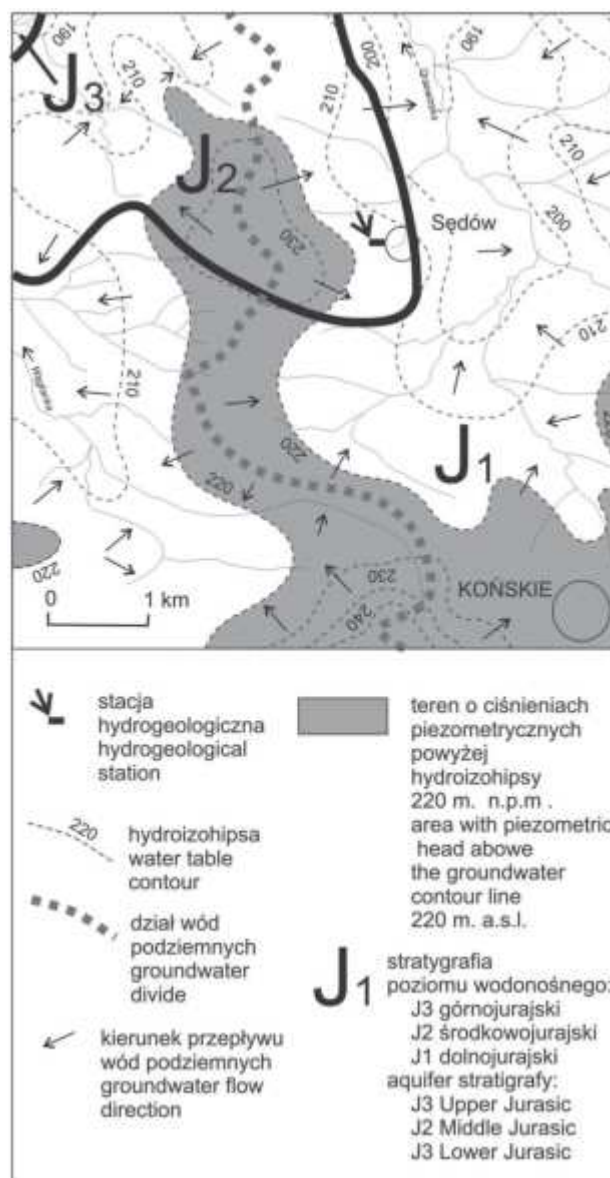 190
210
J3
200
190
210
210
J2
Sędów
230
200
210
210
J1
220
220
220
230
240
KOŃSKIE
0 1 km
stacja
hydrogeologiczna
hydrogeological
station
220
hydroizohipsa
water table
contour
dział wód
podziemnych
groundwater
divide
kierunek przepływu
wód podziemnych
groundwater flow
direction
teren o ciśnieniach
piezometrycznych
powyżej
hydroizohipsy
220 m. n.p.m .
area with piezometric
head abowe
the groundwater
contour line
220 m. a.s.l.
J1
stratygrafia
poziomu wodonośnego:
J3 górnojurajski
J2 środkowojurajski
J1 dolnojurajski
aquifer stratigrafy:
J3 Upper Jurasic
J2 Middle Jurasic
J3 Lower Jurasic